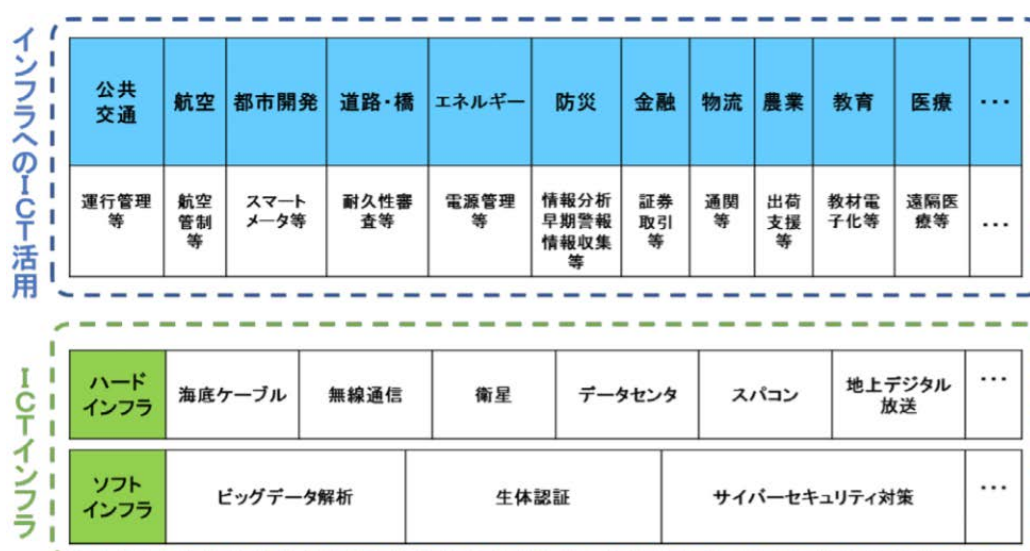 インフラへのICT活用
公共
交通
航空
都市開発
道路・橋
エネルギー
防災
金融
物流
農業
教育
医療
・・・
運行管理
等
航空
管制
等
スマート
メータ等
耐久性審
査等
電源管理
等
情報分析
早期警報
情報収集
等
証券
取引
等
通関
等
出荷
支援
等
教材電
子化等
遠隔医
療等
・・・
ICTインフラ
ハード
インフラ
海底ケーブル
無線通信
衛星
データセンタ
スパコン
地上デジタル
放送
・・・
ソフト
インフラ
ビッグデータ解析
生体認証
サイバーセキュリティ対策
・・・